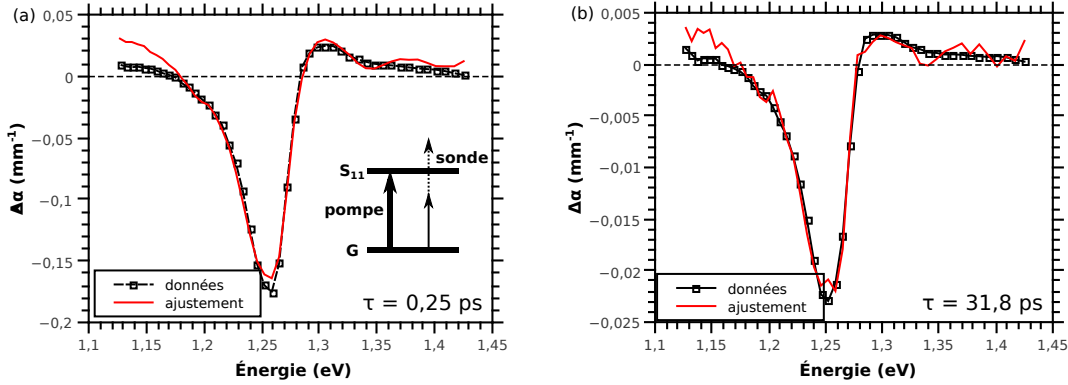 (a)
0,05
0
−0,05
−0,1
−0,15
−0,2
Δα (mm⁻¹)
1,1
1,15
1,2
1,25
1,3
1,35
1,4
1,45
Énergie (eV)
données
ajustement
τ = 0,25 ps
S₁₁
G
pompe
sonde
(b)
0,005
0
−0,005
−0,01
−0,015
−0,02
−0,025
Δα (mm⁻¹)
1,1
1,15
1,2
1,25
1,3
1,35
1,4
1,45
Énergie (eV)
données
ajustement
τ = 31,8 ps